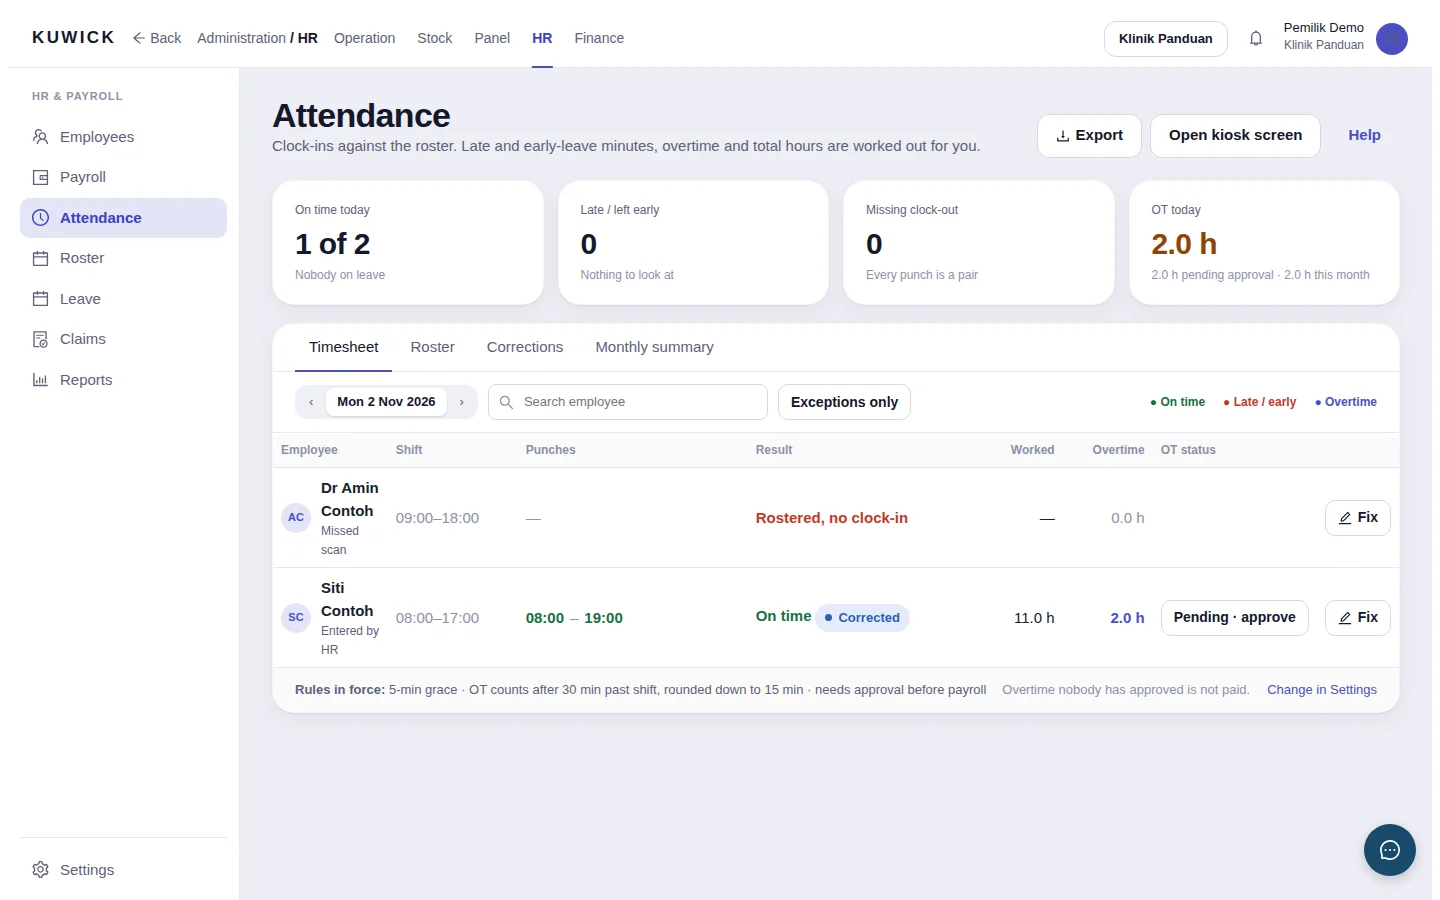 KUWICK
Back
Administration / HR
Operation
Stock
Panel
HR
Finance
Klinik Panduan
Pemilik Demo
Klinik Panduan
HR & PAYROLL
Employees
Payroll
Attendance
Roster
Leave
Claims
Reports
Settings
Attendance
Clock-ins against the roster. Late and early-leave minutes, overtime and total hours are worked out for you.
Export
Open kiosk screen
Help
On time today
1 of 2
Nobody on leave
Late / left early
0
Nothing to look at
Missing clock-out
0
Every punch is a pair
OT today
2.0 h
2.0 h pending approval · 2.0 h this month
Timesheet
Roster
Corrections
Monthly summary
‹ Mon 2 Nov 2026 ›
Search employee
Exceptions only
● On time
● Late / early
● Overtime
Employee
Shift
Punches
Result
Worked
Overtime
OT status
AC
Dr Amin
Contoh
Missed
scan
09:00–18:00
—
Rostered, no clock-in
—
0.0 h
Fix
SC
Siti
Contoh
Entered by
HR
08:00–17:00
08:00 – 19:00
On time
Corrected
11.0 h
2.0 h
Pending · approve
Fix
Rules in force: 5-min grace · OT counts after 30 min past shift, rounded down to 15 min · needs approval before payroll
Overtime nobody has approved is not paid.
Change in Settings